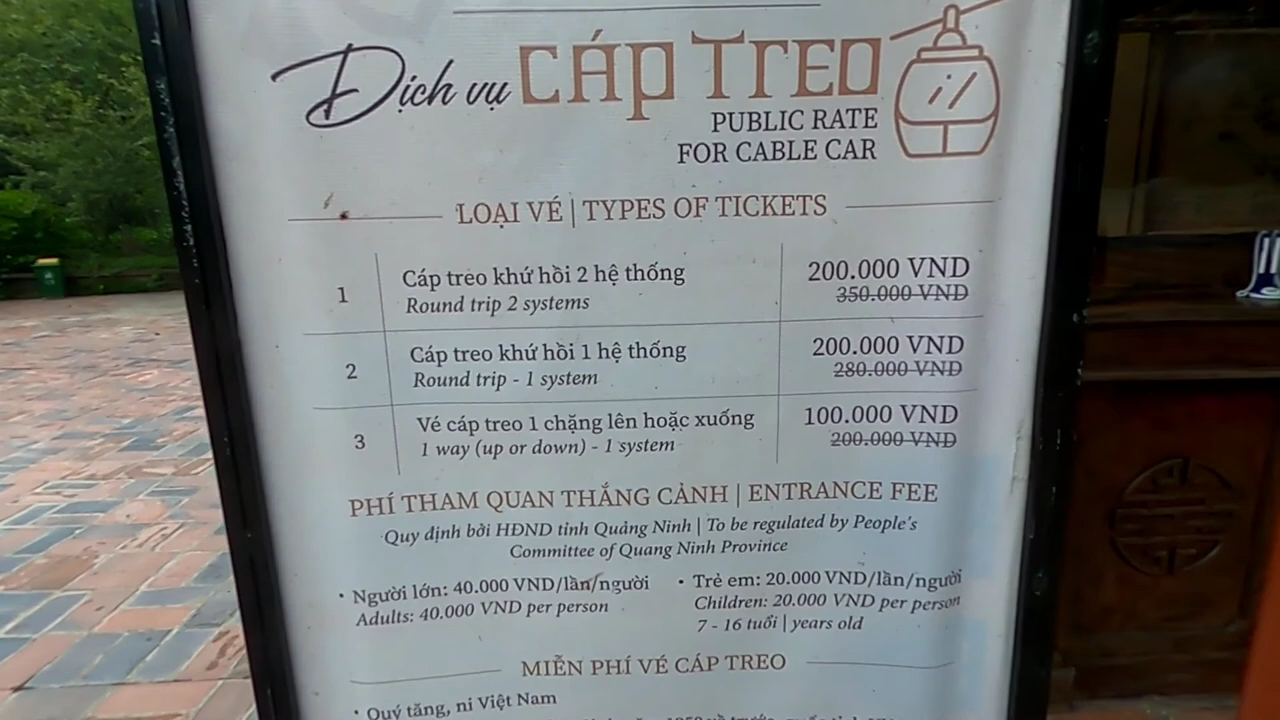 Dịch vụ CÁP TREO
PUBLIC RATE
FOR CABLE CAR
LOẠI VÉ | TYPES OF TICKETS
1
Cáp treo khứ hồi 2 hệ thống
Round trip 2 systems
200.000 VND
350.000 VND
2
Cáp treo khứ hồi 1 hệ thống
Round trip - 1 system
200.000 VND
280.000 VND
3
Vé cáp treo 1 chặng lên hoặc xuống
1 way (up or down) - 1 system
100.000 VND
200.000 VND
PHÍ THAM QUAN THẮNG CẢNH | ENTRANCE FEE
Quy định bởi HĐND tỉnh Quảng Ninh | To be regulated by People's
Committee of Quang Ninh Province
• Người lớn: 40.000 VND/lần/người
Adults: 40.000 VND per person
• Trẻ em: 20.000 VND/lần/người
Children: 20.000 VND per person
7 - 16 tuổi | years old
MIỄN PHÍ VÉ CÁP TREO
• Quý tăng, ni Việt Nam